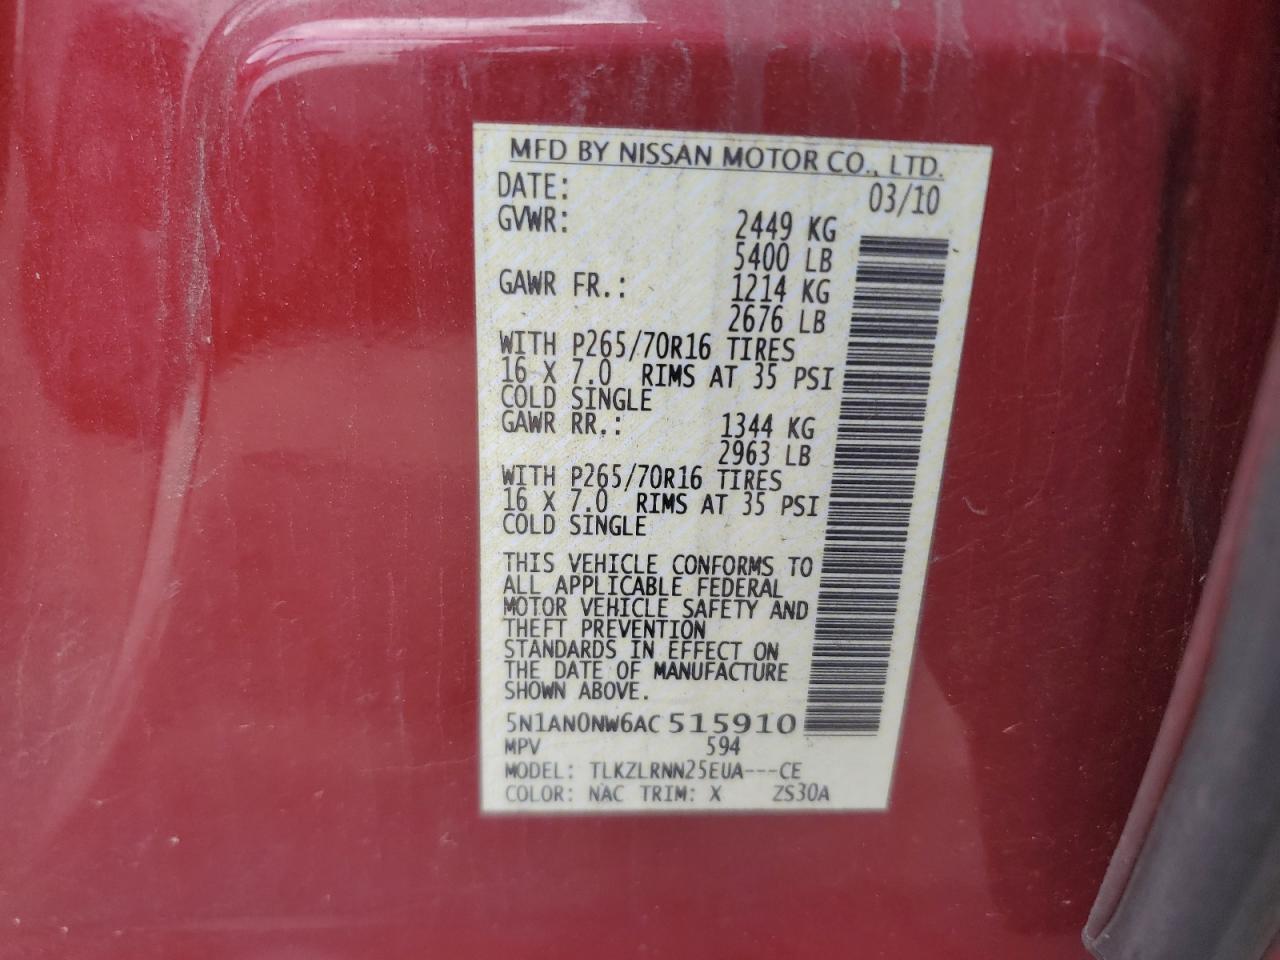 MFD BY NISSAN MOTOR CO., LTD.
DATE: 03/10
GVWR: 2449 KG
5400 LB
GAWR FR.: 1214 KG
2676 LB
WITH P265/70R16 TIRES
16 X 7.0 RIMS AT 35 PSI
COLD SINGLE
GAWR RR.: 1344 KG
2963 LB
WITH P265/70R16 TIRES
16 X 7.0 RIMS AT 35 PSI
COLD SINGLE
THIS VEHICLE CONFORMS TO
ALL APPLICABLE FEDERAL
MOTOR VEHICLE SAFETY AND
THEFT PREVENTION
STANDARDS IN EFFECT ON
THE DATE OF MANUFACTURE
SHOWN ABOVE.
5N1AN0NW6AC 515910
MPV 594
MODEL: TLKZLRNN25EUA---CE
COLOR: NAC TRIM: X ZS30A